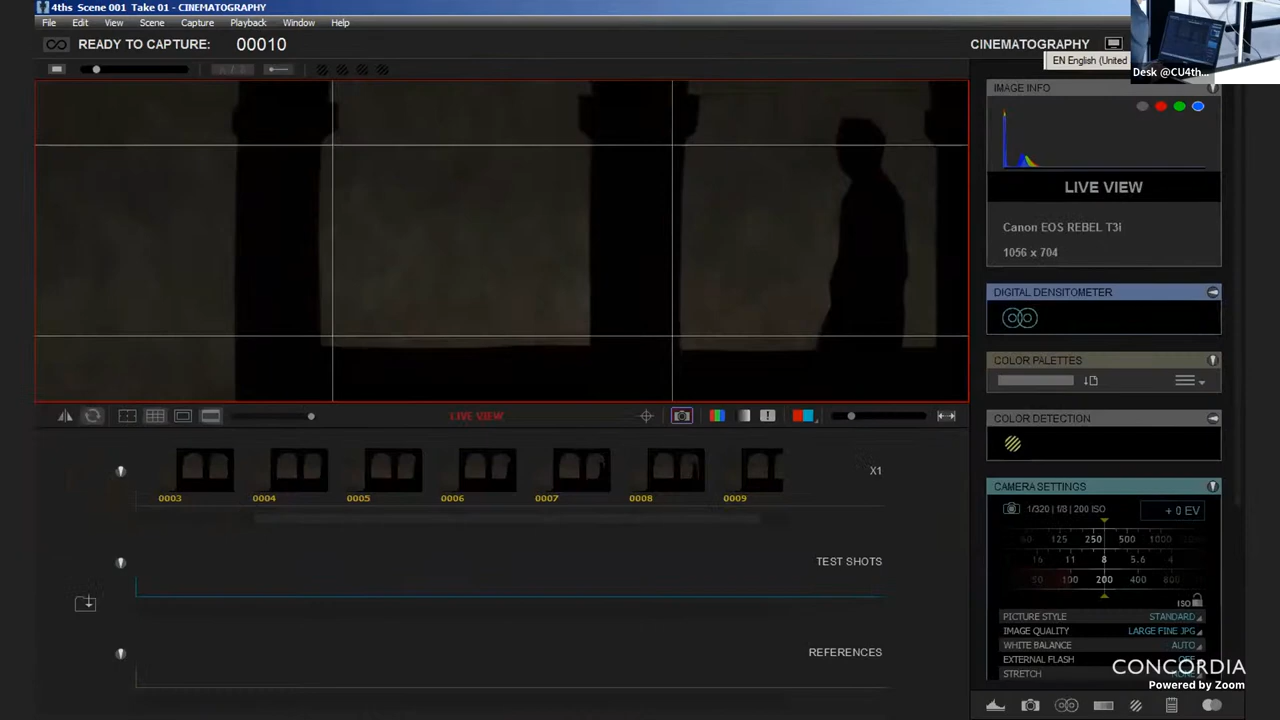 4ths Scene 001 Take 01 - CINEMATOGRAPHY
File Edit View Scene Capture Playback Window Help
READY TO CAPTURE: 00010
CINEMATOGRAPHY
EN English (United
Desk @CU4th...
IMAGE INFO
LIVE VIEW
Canon EOS REBEL T3i
1056 x 704
DIGITAL DENSITOMETER
COLOR PALETTES
COLOR DETECTION
LIVE VIEW
X1
0003 0004 0005 0006 0007 0008 0009
CAMERA SETTINGS
1/320 | f/8 | 200 ISO + 0 EV
60 125 250 500 1000
16 11 8 5.6 4
50 100 200 400 800
ISO
TEST SHOTS
PICTURE STYLE STANDARD
IMAGE QUALITY LARGE FINE JPG
WHITE BALANCE AUTO
EXTERNAL FLASH
STRETCH
REFERENCES
CONCORDIA
Powered by Zoom